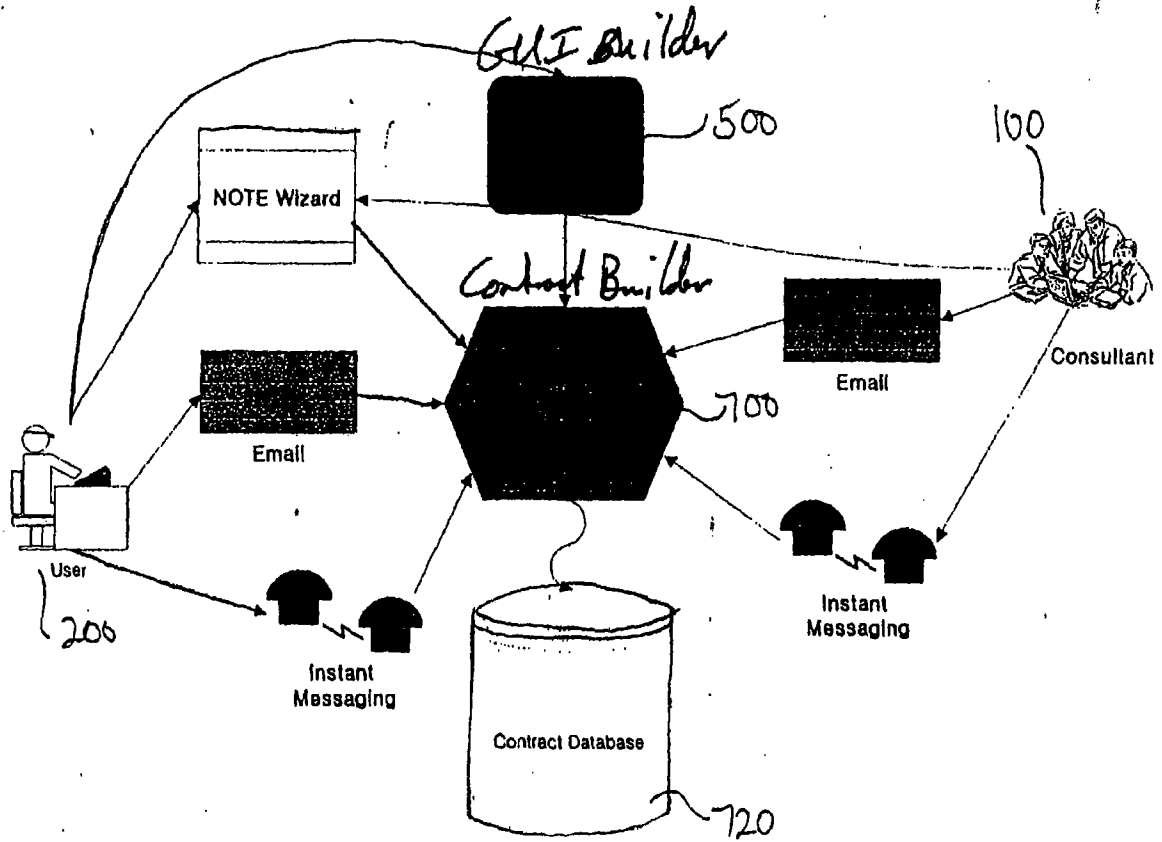 GUI Builder
500
100
NOTE Wizard
Contract Builder
Consultant
Email
700
Email
User
200
Instant
Messaging
Instant
Messaging
Contract Database
720